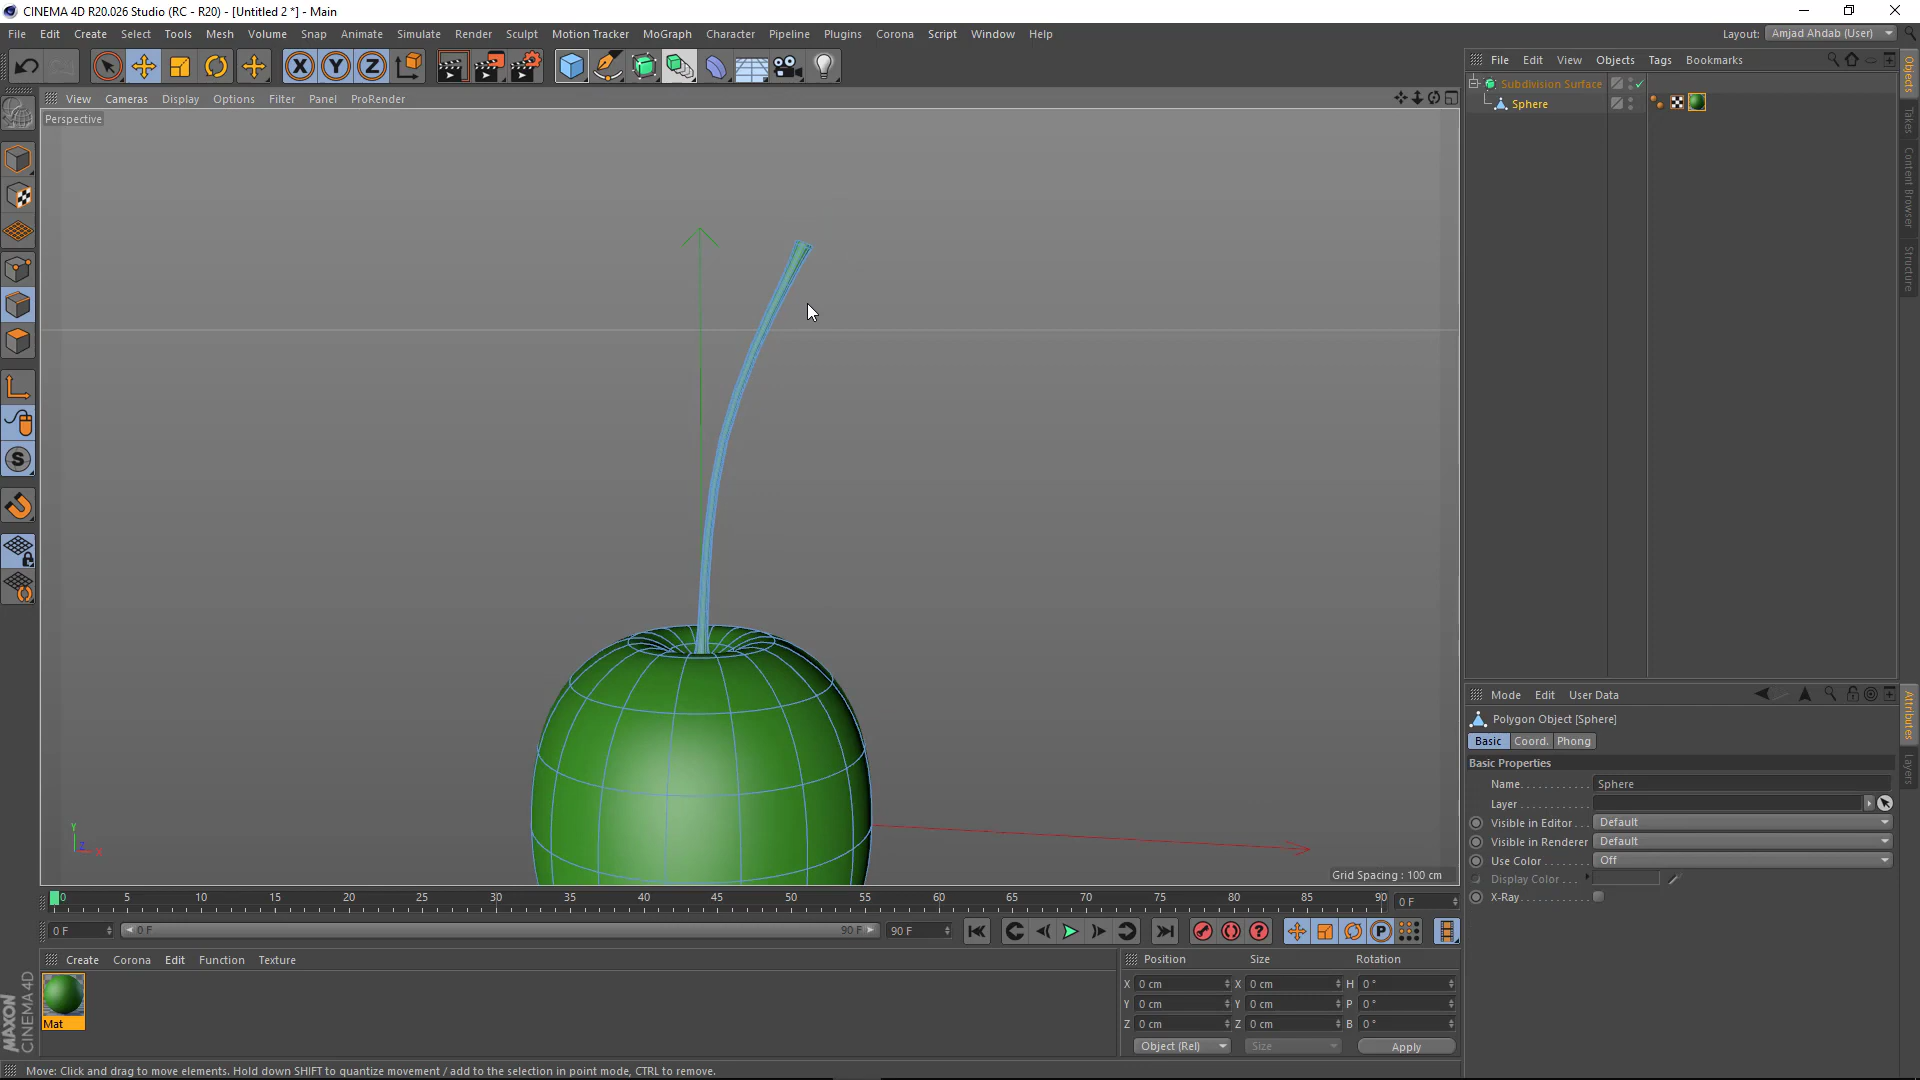 CINEMA 4D R20.026 Studio (RC - R20) - [Untitled 2 *] - Main
File Edit Create Select Tools Mesh Volume Snap Animate Simulate Render Sculpt Motion Tracker MoGraph Character Pipeline Plugins Corona Script Window Help
Layout: Amjad Ahdab (User)
X Y Z
File Edit View Objects Tags Bookmarks
View Cameras Display Options Filter Panel ProRender
Subdivision Surface
Sphere
Perspective
S
Objects
Takes
Content Browser
Structure
Mode Edit User Data
Polygon Object [Sphere]
Basic Coord. Phong
Basic Properties
Name. . . . . . . . . . . . Sphere
Layer . . . . . . . . . . . .
Visible in Editor . . . Default
Visible in Renderer Default
Use Color . . . . . . . . Off
Display Color . . . .
X-Ray. . . . . . . . . . . .
Attributes
Layers
Y
Z
X
Grid Spacing : 100 cm
0 5 10 15 20 25 30 35 40 45 50 55 60 65 70 75 80 85 90 0 F
0 F 0 F 90 F 90 F
? P
Create Corona Edit Function Texture
Mat
MAXON
CINEMA 4D
Position Size Rotation
X 0 cm X 0 cm H 0 °
Y 0 cm Y 0 cm P 0 °
Z 0 cm Z 0 cm B 0 °
Object (Rel) Size Apply
Move: Click and drag to move elements. Hold down SHIFT to quantize movement / add to the selection in point mode, CTRL to remove.